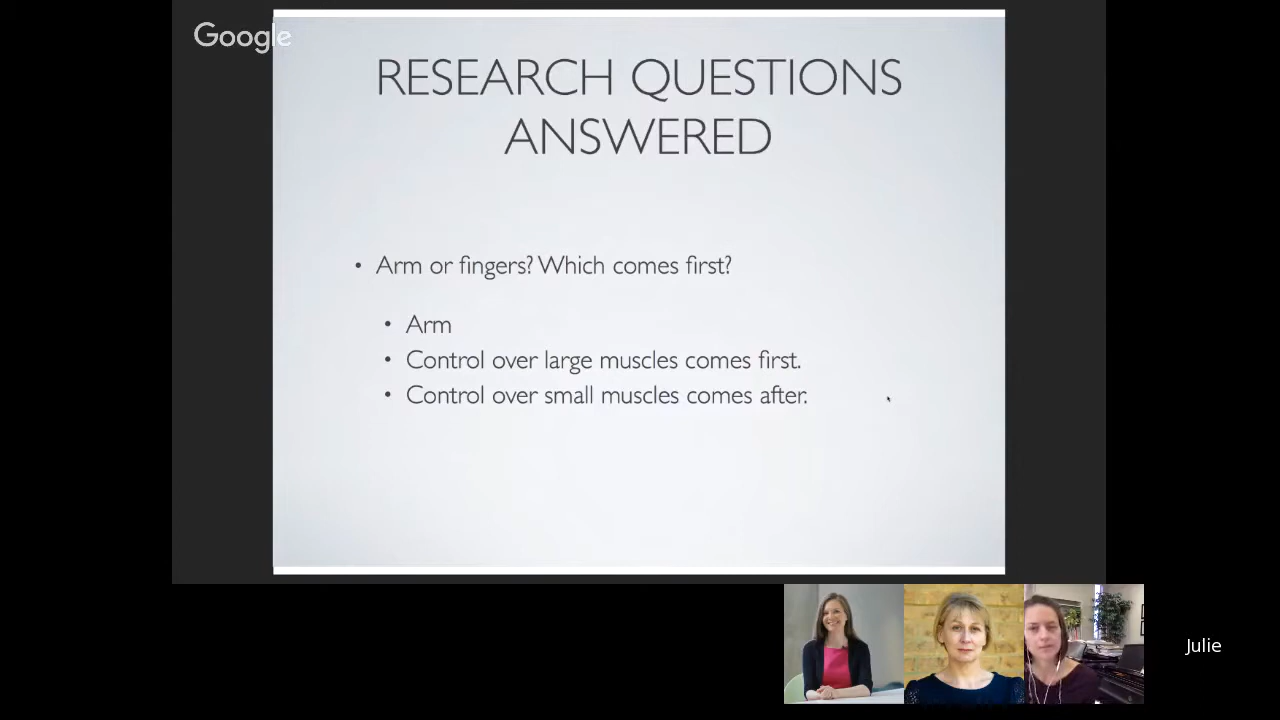 Google
RESEARCH QUESTIONS
ANSWERED
• Arm or fingers? Which comes first?
• Arm
• Control over large muscles comes first.
• Control over small muscles comes after.
Julie